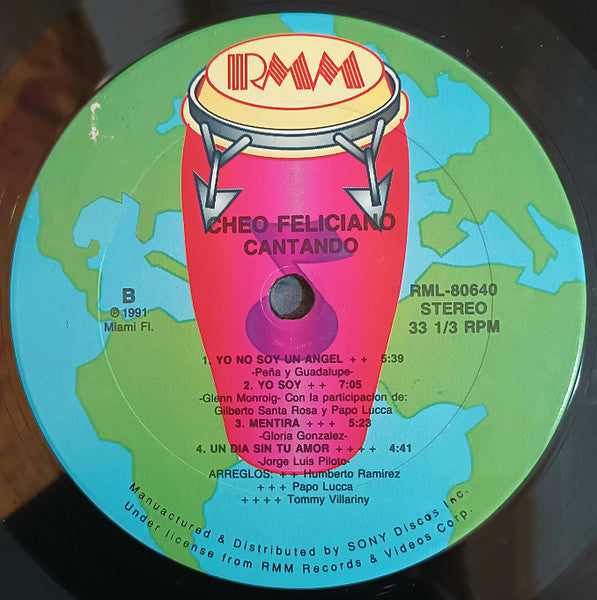 RMM
CHEO FELICIANO
CANTANDO
B
℗ 1991
Miami Fl.
RML-80640
STEREO
33 1/3 RPM
1. YO NO SOY UN ANGEL + + 5:39
-Peña y Guadalupe-
2. YO SOY + + 7:05
-Glenn Monroig- Con la participacion de:
Gilberto Santa Rosa y Papo Lucca
3. MENTIRA + + + 5:23
-Gloria Gonzalez-
4. UN DIA SIN TU AMOR + + + + 4:41
-Jorge Luis Piloto-
ARREGLOS: + + Humberto Ramirez
+ + + Papo Lucca
+ + + + Tommy Villariny
Manuactured & Distributed by SONY Discos Inc.
Under license from RMM Records & Videos Corp.